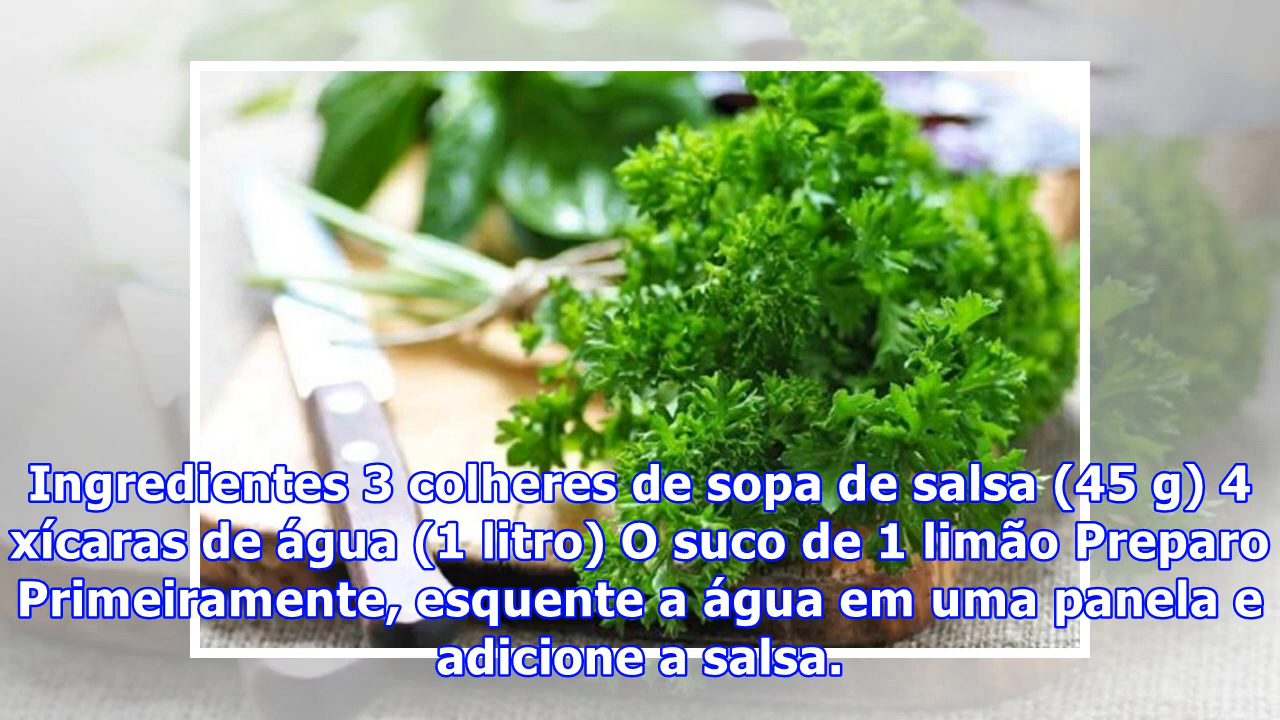 Ingredientes 3 colheres de sopa de salsa (45 g) 4
xícaras de água (1 litro) O suco de 1 limão Preparo
Primeiramente, esquente a água em uma panela e
adicione a salsa.